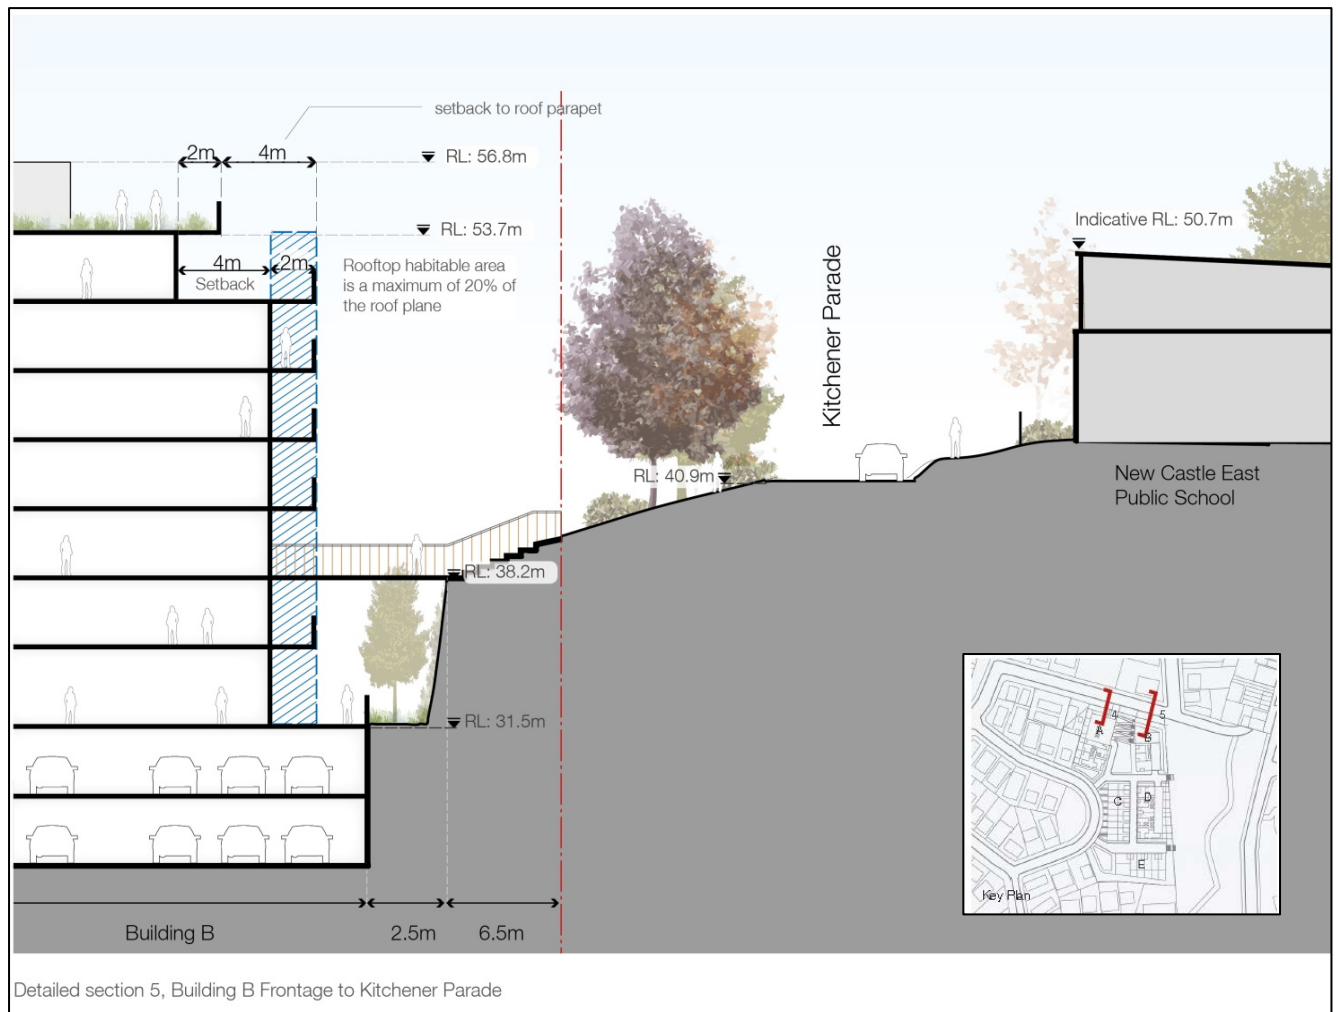 setback to roof parapet
2m
4m
RL: 56.8m
RL: 53.7m
4m
2m
Setback
Rooftop habitable area
is a maximum of 20% of
the roof plane
Kitchener Parade
Indicative RL: 50.7m
RL: 40.9m
New Castle East
Public School
RL: 38.2m
RL: 31.5m
4
5
A
B
C
D
E
Key Plan
Building B
2.5m
6.5m
Detailed section 5, Building B Frontage to Kitchener Parade